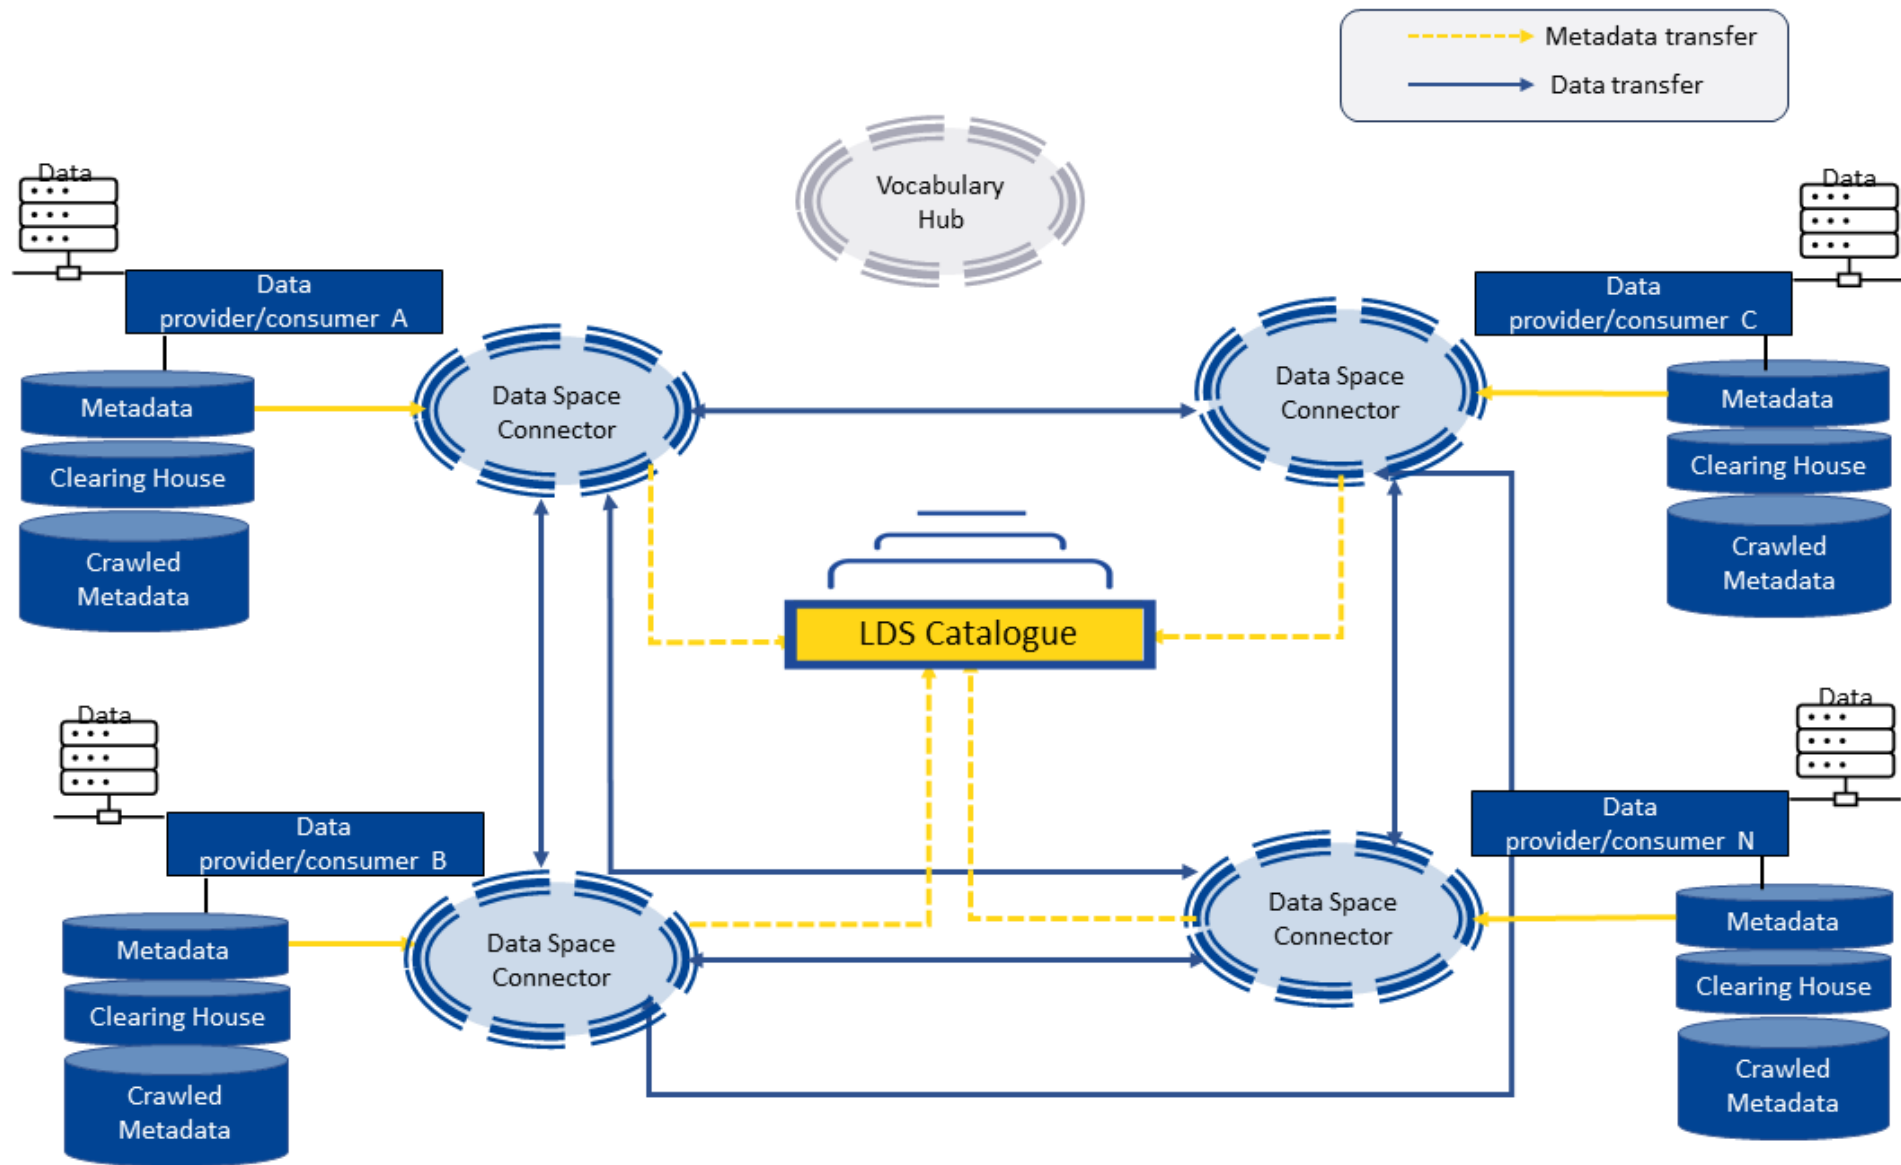 Metadata transfer
Data transfer
Vocabulary
Hub
Data
Data
provider/consumer A
Metadata
Clearing House
Crawled
Metadata
Data Space
Connector
Data
Data
provider/consumer C
Metadata
Clearing House
Crawled
Metadata
Data Space
Connector
LDS Catalogue
Data
Data
provider/consumer B
Metadata
Clearing House
Crawled
Metadata
Data Space
Connector
Data
Data
provider/consumer N
Metadata
Clearing House
Crawled
Metadata
Data Space
Connector